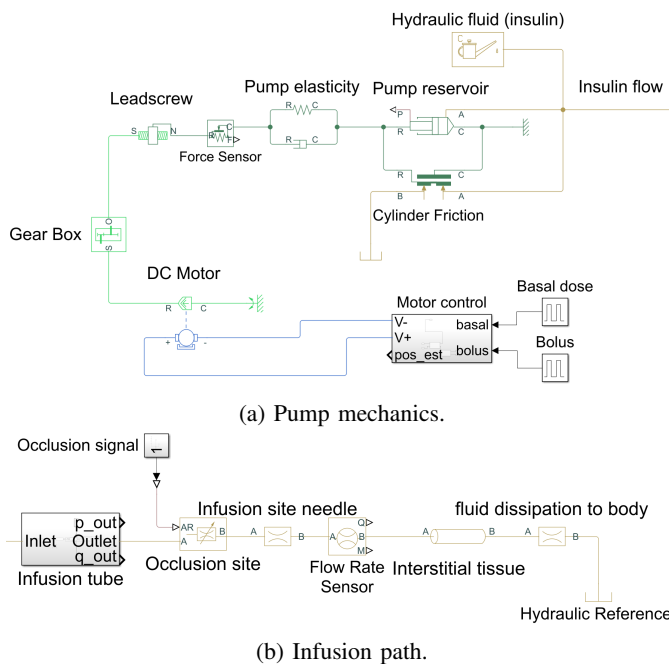 Hydraulic fluid (insulin)
C
Pump elasticity
Pump reservoir
Insulin flow
Leadscrew
R C
P A
S N
R C
F
R C
Force Sensor
R C
R C
B A
Cylinder Friction
O
Gear Box
S
DC Motor
R C
Basal dose
Motor control
V-
basal
V+
+ -
pos_est
bolus
Bolus
(a) Pump mechanics.
Occlusion signal
1
Infusion site needle
fluid dissipation to body
p_out
AR
Q
Inlet
Outlet
A
B
A
B
A
B
A
B
A
B
q_out
M
Infusion tube
Occlusion site
Flow Rate
Sensor
Interstitial tissue
Hydraulic Reference
(b) Infusion path.